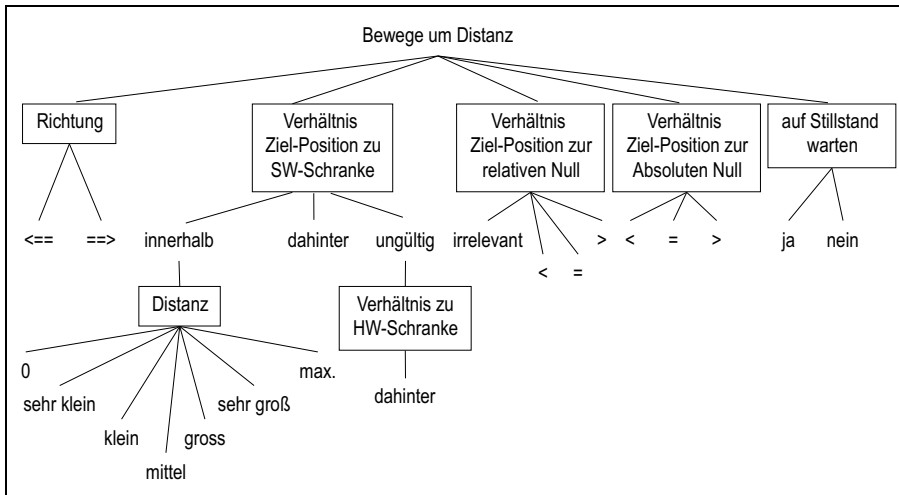 Bewege um Distanz
Richtung
Verhältnis
Ziel-Position zu
SW-Schranke
Verhältnis
Ziel-Position zur
relativen Null
Verhältnis
Ziel-Position zur
Absoluten Null
auf Stillstand
warten
<== ==> innerhalb dahinter ungültig irrelevant > < = > ja nein
< =
Distanz
Verhältnis zu
HW-Schranke
0 max.
sehr klein sehr groß dahinter
klein gross
mittel